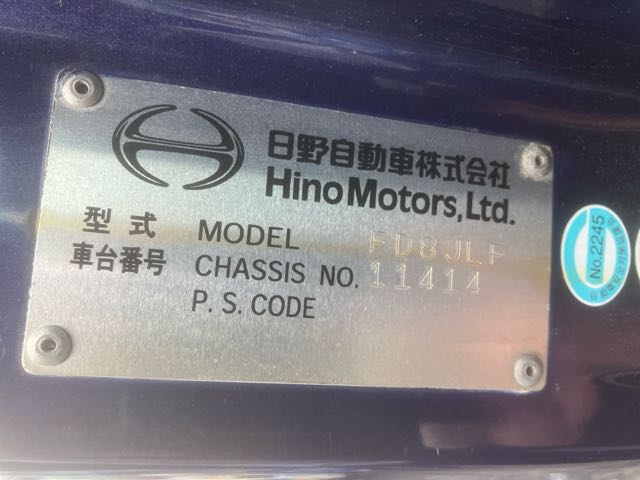 日野自動車株式会社
Hino Motors, Ltd.
型式 MODEL FD8JLF
車台番号 CHASSIS NO. 11414
P. S. CODE
No.2245